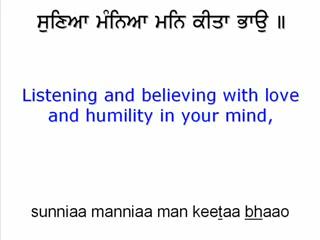 ਸੁਣਿਆ ਮੰਨਿਆ ਮਨਿ ਕੀਤਾ ਭਾਉ ॥
Listening and believing with love
and humility in your mind,
sunniaa manniaa man keetaa bhaao